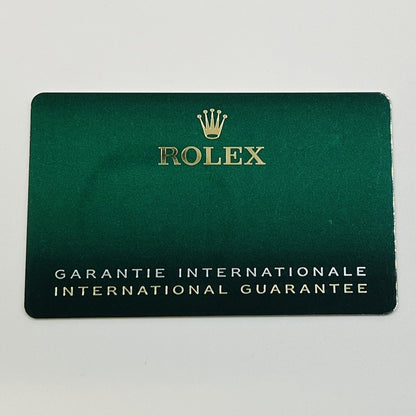 ROLEX
GARANTIE INTERNATIONALE
INTERNATIONAL GUARANTEE